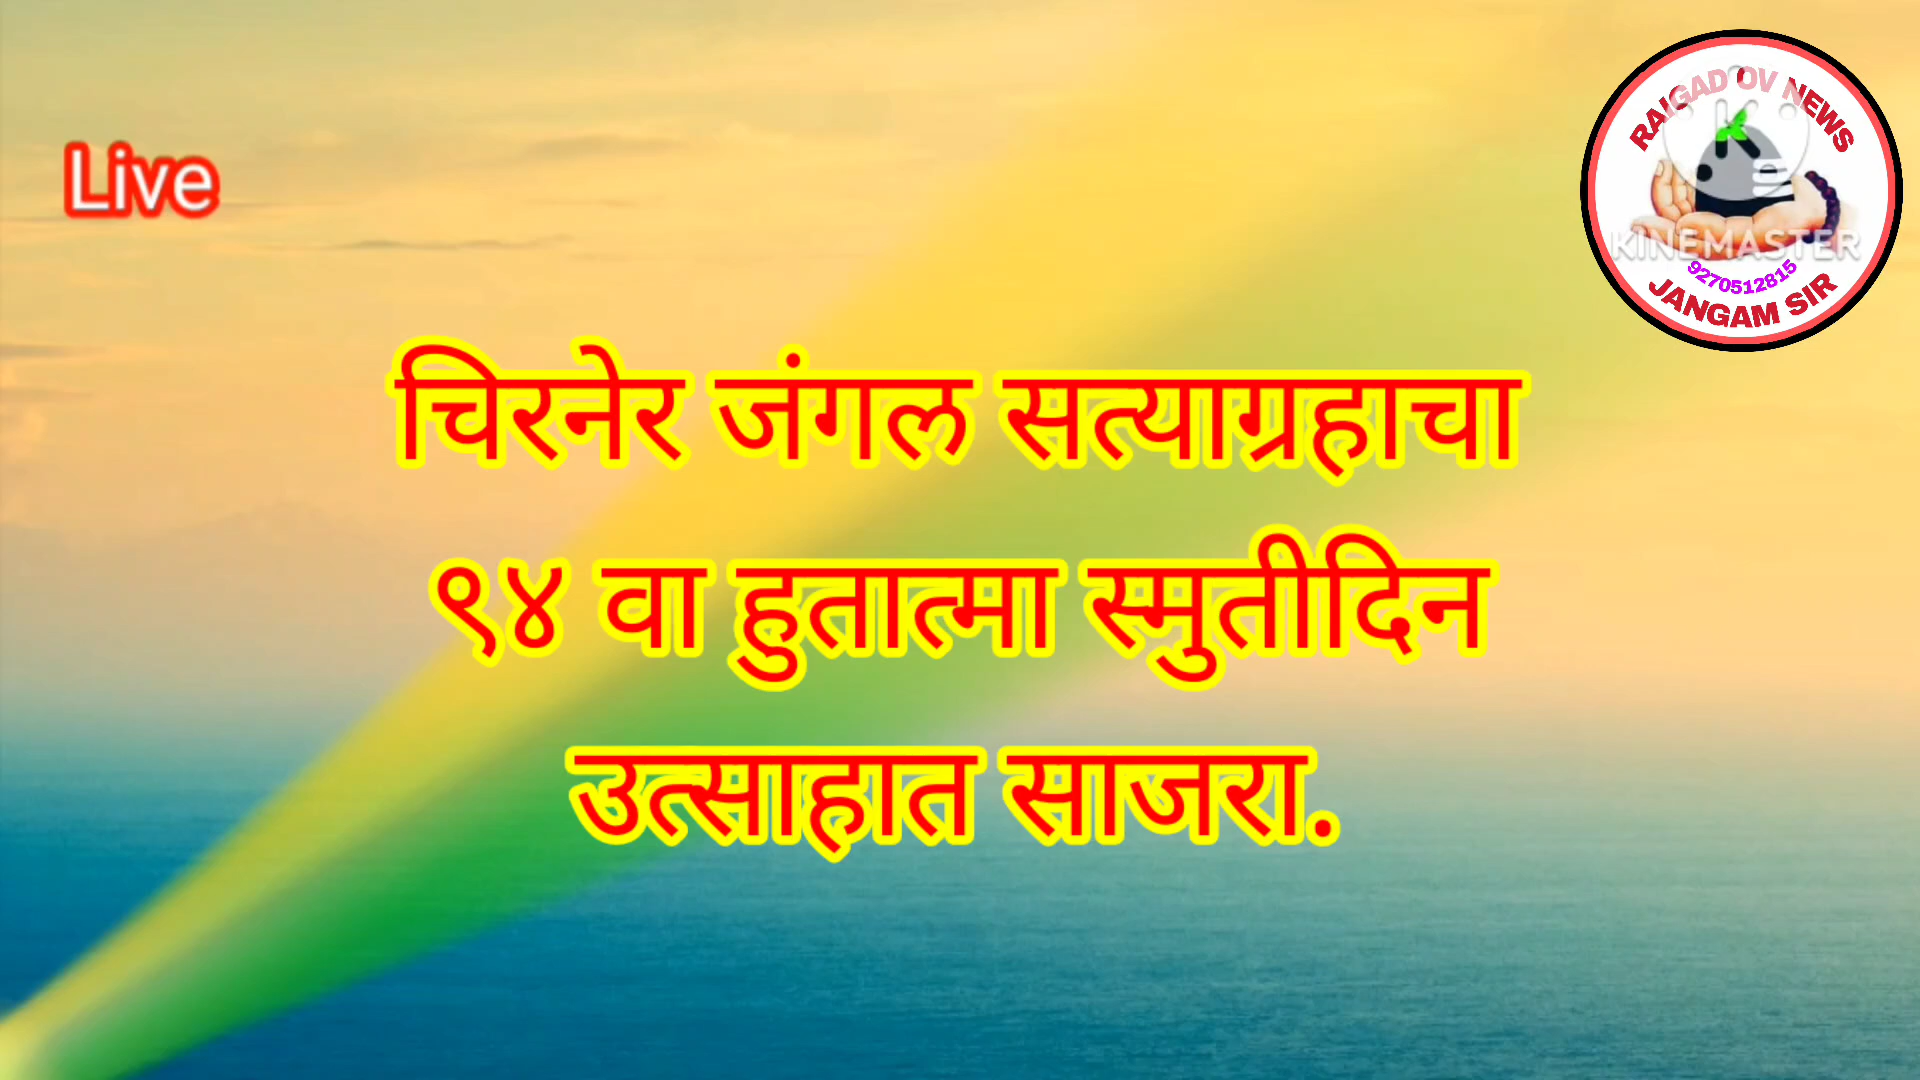 Live
RAIGAD OV NEWS
KINEMASTER
9270512815
JANGAM SIR
चिरनेर जंगल सत्याग्रहाचा
९४ वा हुतात्मा स्मुतीदिन
उत्साहात साजरा.